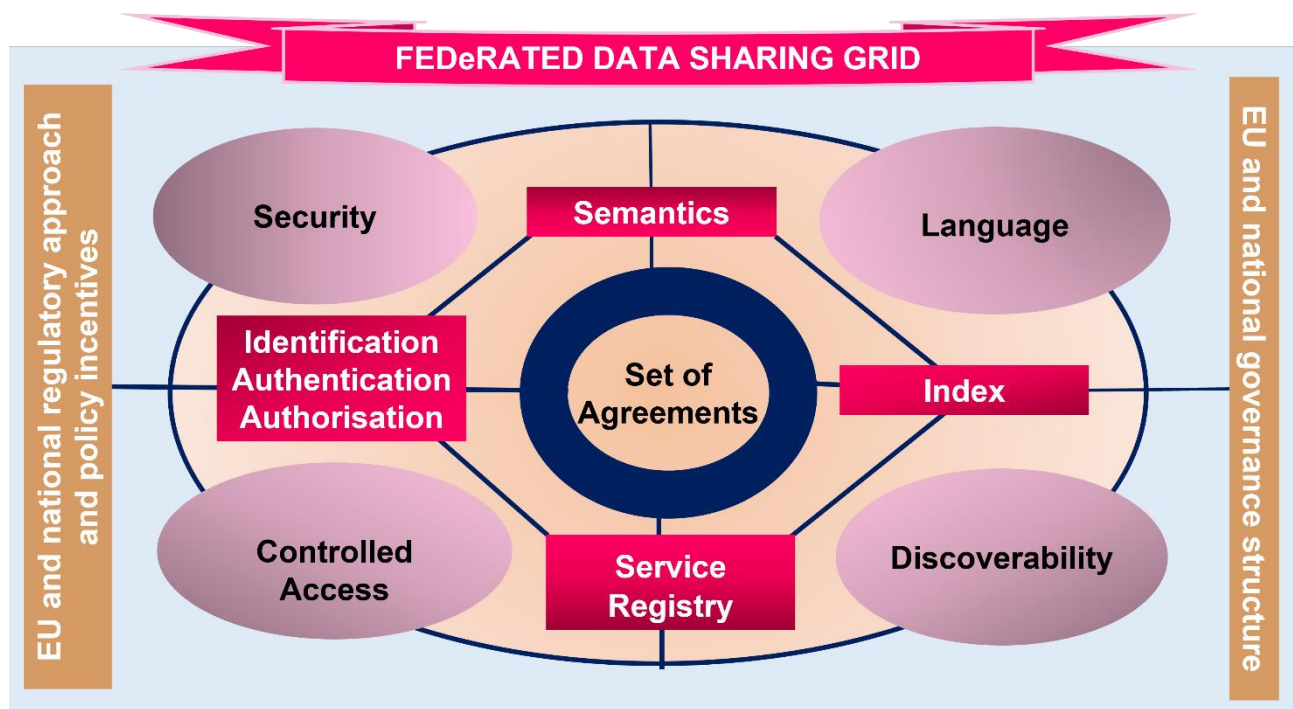 FEDeRATED DATA SHARING GRID
EU and national regulatory approach
and policy incentives
Security
Semantics
Language
Identification
Authentication
Authorisation
Set of
Agreements
Index
Controlled
Access
Service
Registry
Discoverability
EU and national governance structure